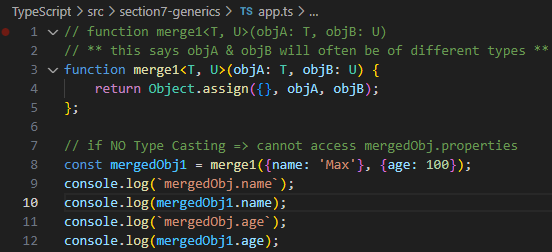 TypeScript > src > section7-generics > TS app.ts > ...
1 // function merge1<T, U>(objA: T, objB: U)
2 // ** this says objA & objB will often be of different types **
3 function merge1<T, U>(objA: T, objB: U) {
4 return Object.assign({}, objA, objB);
5 };
6
7 // if NO Type Casting => cannot access mergedObj.properties
8 const mergedObj1 = merge1({name: 'Max'}, {age: 100});
9 console.log(`mergedObj.name`);
10 console.log(mergedObj1.name);
11 console.log(`mergedObj.age`);
12 console.log(mergedObj1.age);